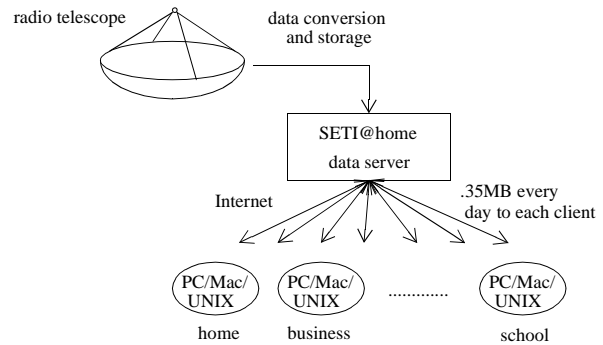 radio telescope
data conversion
and storage
SETI@home
data server
Internet
.35MB every
day to each client
PC/Mac/
UNIX
PC/Mac/
UNIX
.............
PC/Mac/
UNIX
home
business
school